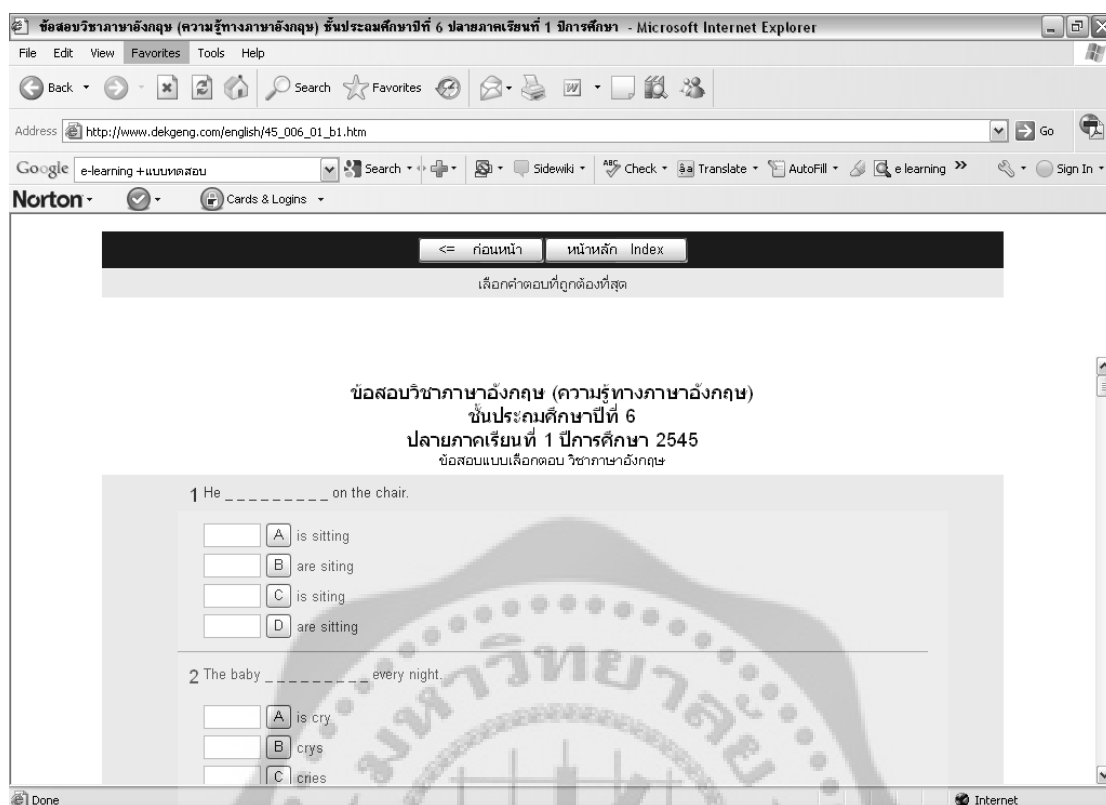 ข้อสอบวิชาภาษาอังกฤษ (ความรู้ทางภาษาอังกฤษ) ชั้นประถมศึกษาปีที่ 6 ปลายภาคเรียนที่ 1 ปีการศึกษา - Microsoft Internet Explorer
File Edit View Favorites Tools Help
Back Search Favorites
Address http://www.dekgeng.com/english/45_006_01_b1.htm Go
Google e-learning +แบบทดสอบ Search Sidewiki Check Translate AutoFill e learning >> Sign In
Norton Cards & Logins
<= ก่อนหน้า หน้าหลัก Index
เลือกคำตอบที่ถูกต้องที่สุด
ข้อสอบวิชาภาษาอังกฤษ (ความรู้ทางภาษาอังกฤษ)
ชั้นประถมศึกษาปีที่ 6
ปลายภาคเรียนที่ 1 ปีการศึกษา 2545
ข้อสอบแบบเลือกตอบ วิชาภาษาอังกฤษ
1 He _ _ _ _ _ _ _ _ _ on the chair.
A is sitting
B are siting
C is siting
D are sitting
2 The baby _ _ _ _ _ _ _ _ _ every night.
A is cry
B crys
C cries
มหาวิทยาลัย
Done Internet